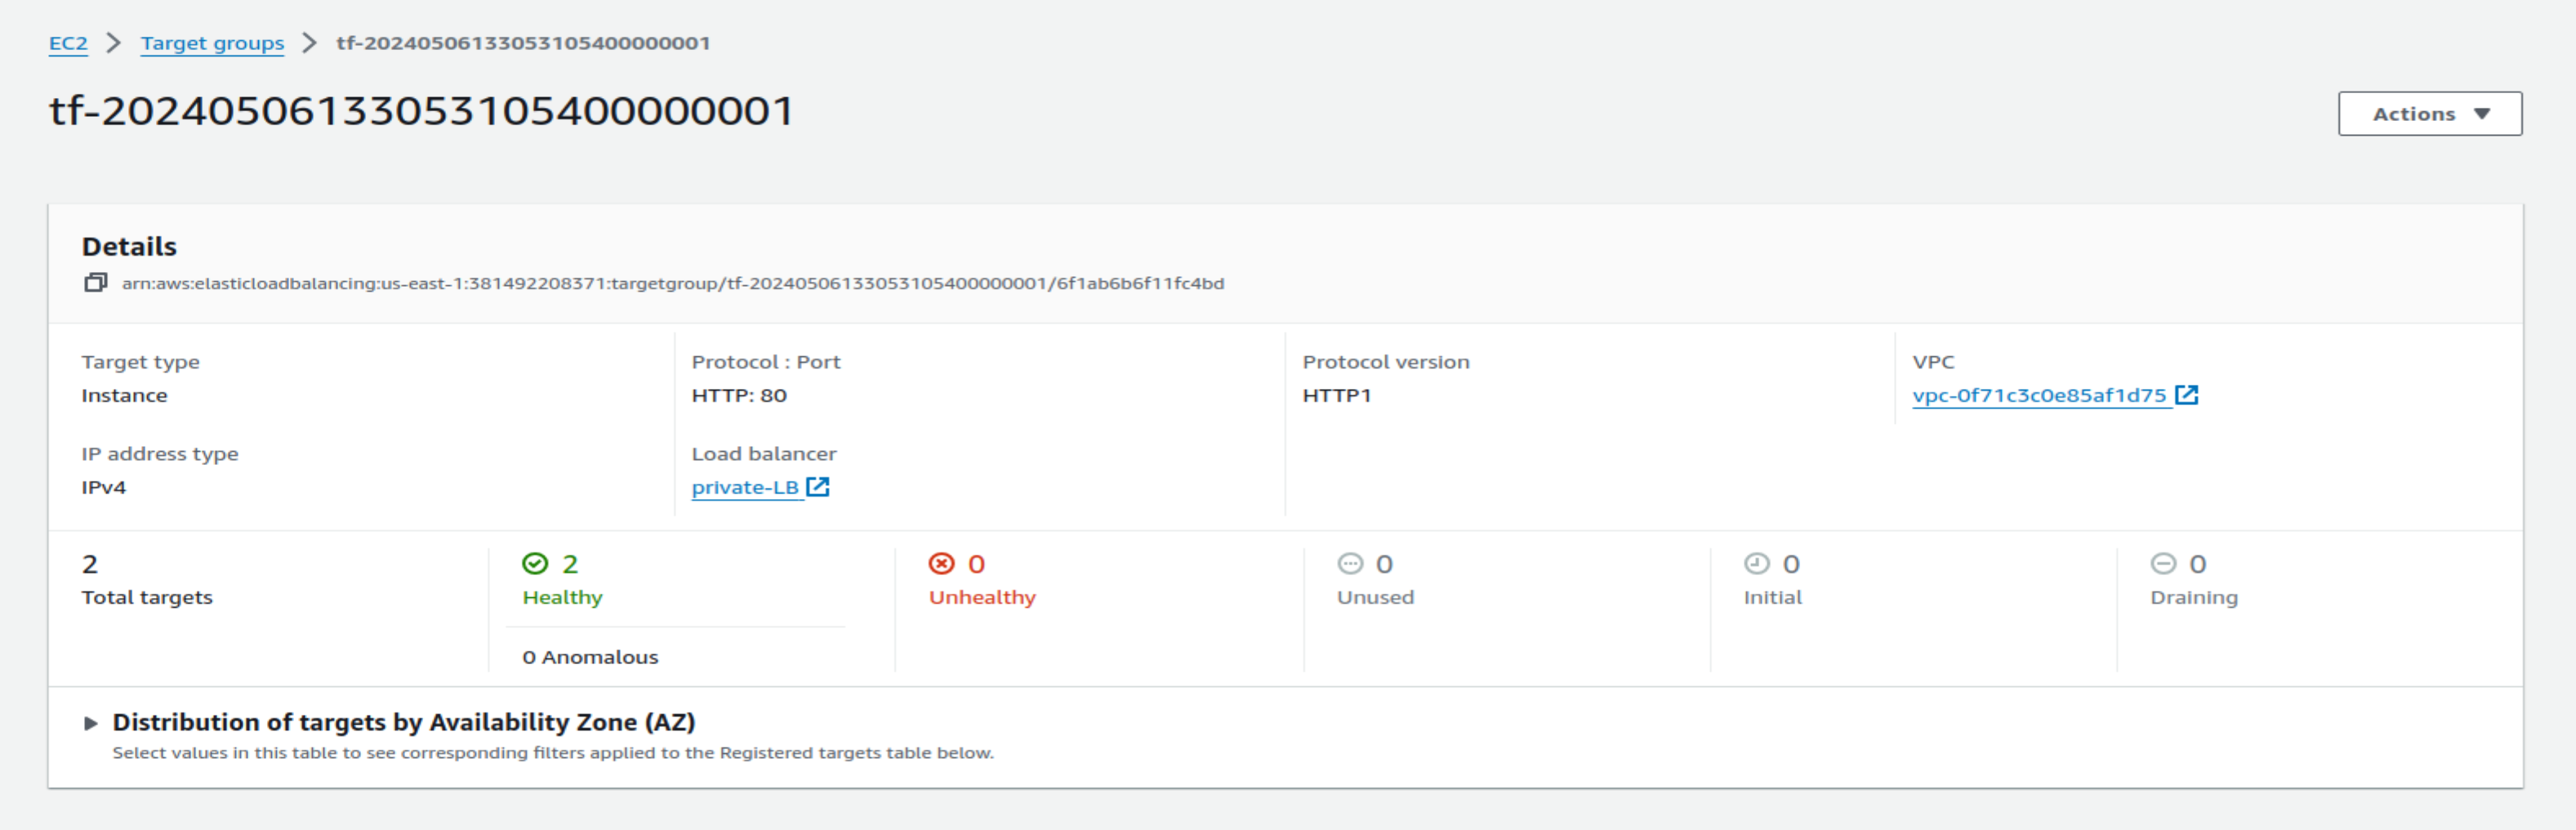 EC2 > Target groups > tf-20240506133053105400000001
tf-20240506133053105400000001
Actions
Details
arn:aws:elasticloadbalancing:us-east-1:381492208371:targetgroup/tf-20240506133053105400000001/6f1ab6b6f11fc4bd
Target type
Instance
Protocol : Port
HTTP: 80
Protocol version
HTTP1
VPC
vpc-0f71c3c0e85af1d75
IP address type
IPv4
Load balancer
private-LB
2
Total targets
2
Healthy
0 Anomalous
0
Unhealthy
0
Unused
0
Initial
0
Draining
Distribution of targets by Availability Zone (AZ)
Select values in this table to see corresponding filters applied to the Registered targets table below.